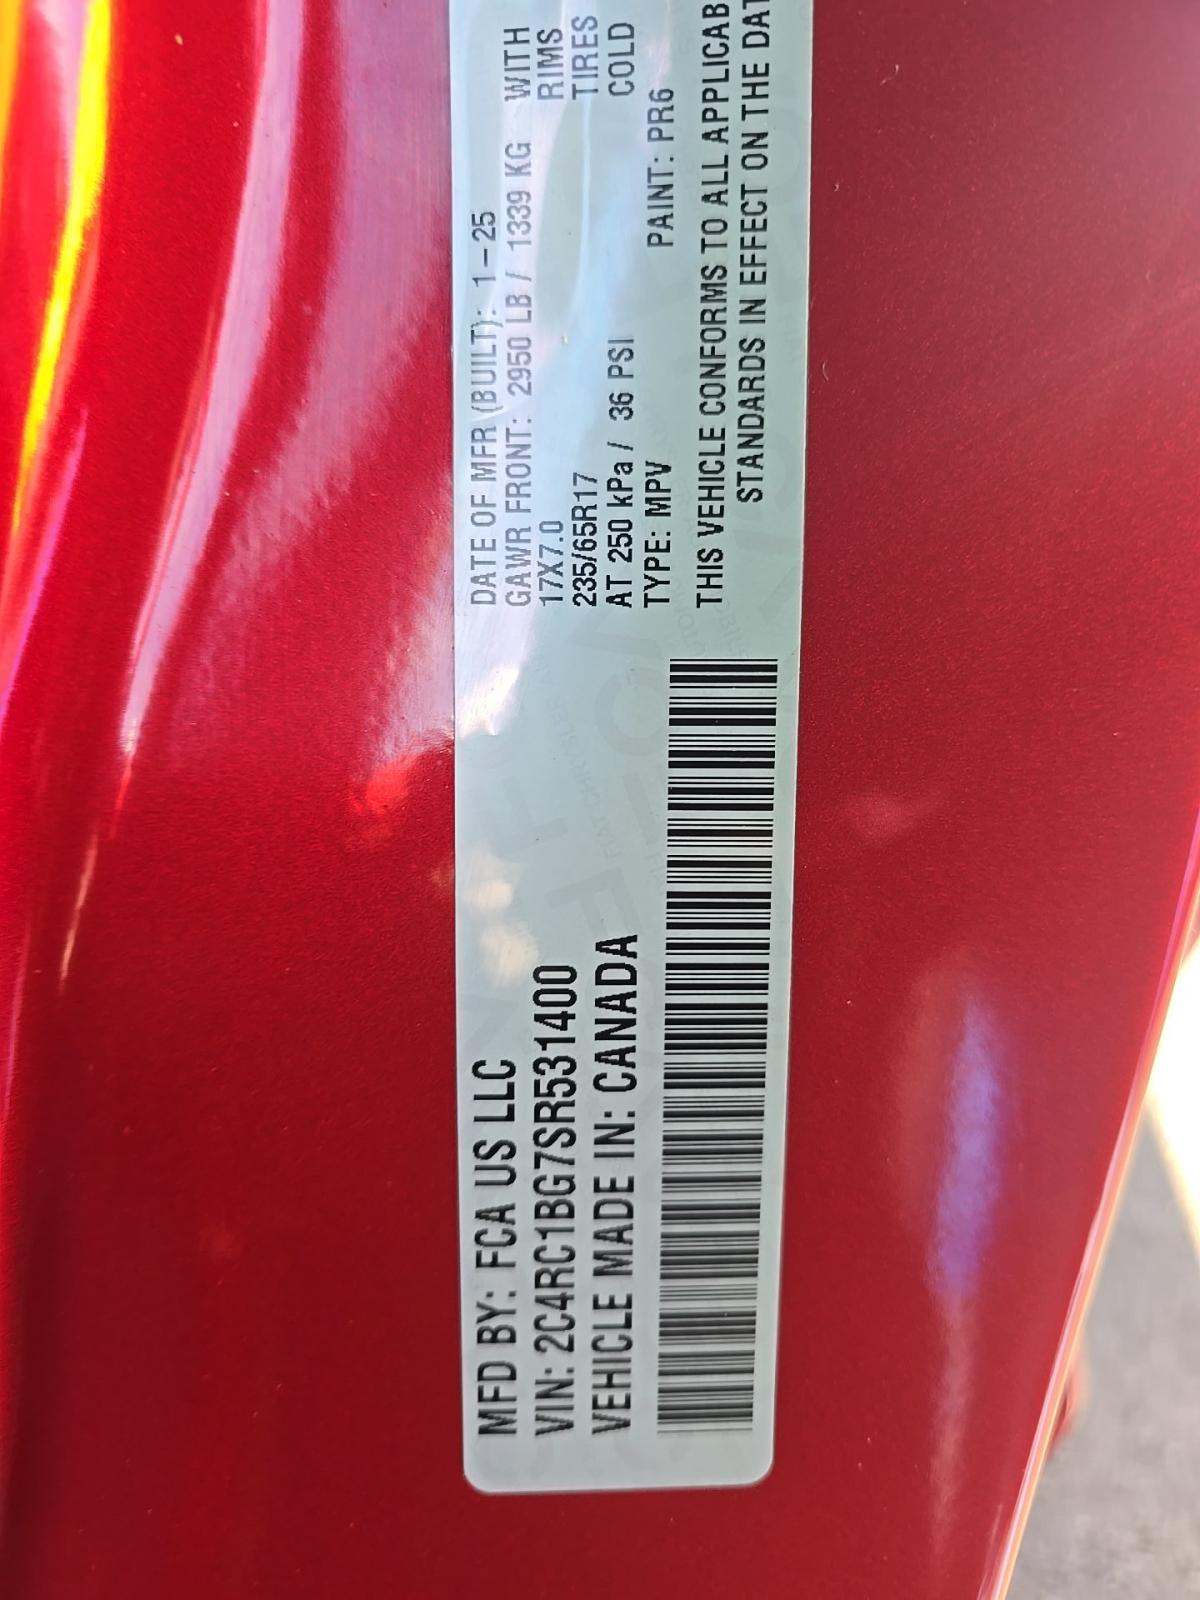 MFD BY: FCA US LLC
VIN: 2C4RC1BG7SR531400
VEHICLE MADE IN: CANADA
DATE OF MFR (BUILT): 1-25
GAWR FRONT: 2950 LB / 1339 KG WITH
17X7.0 RIMS
235/65R17 TIRES
AT 250 kPa / 36 PSI COLD
TYPE: MPV PAINT: PR6
THIS VEHICLE CONFORMS TO ALL APPLICAB
STANDARDS IN EFFECT ON THE DAT